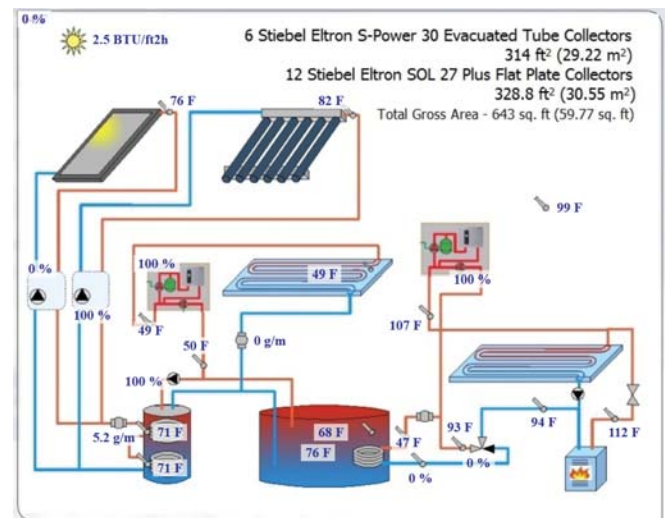 0 %
2.5 BTU/ft2h
6 Stiebel Eltron S-Power 30 Evacuated Tube Collectors
314 ft² (29.22 m²)
12 Stiebel Eltron SOL 27 Plus Flat Plate Collectors
328.8 ft² (30.55 m²)
Total Gross Area - 643 sq. ft (59.77 sq. ft)
76 F
82 F
99 F
0 %
100 %
100 %
49 F
100 %
49 F
107 F
50 F
0 g/m
100 %
5.2 g/m
71 F
71 F
68 F
76 F
47 F
93 F
94 F
112 F
0 %
0 %